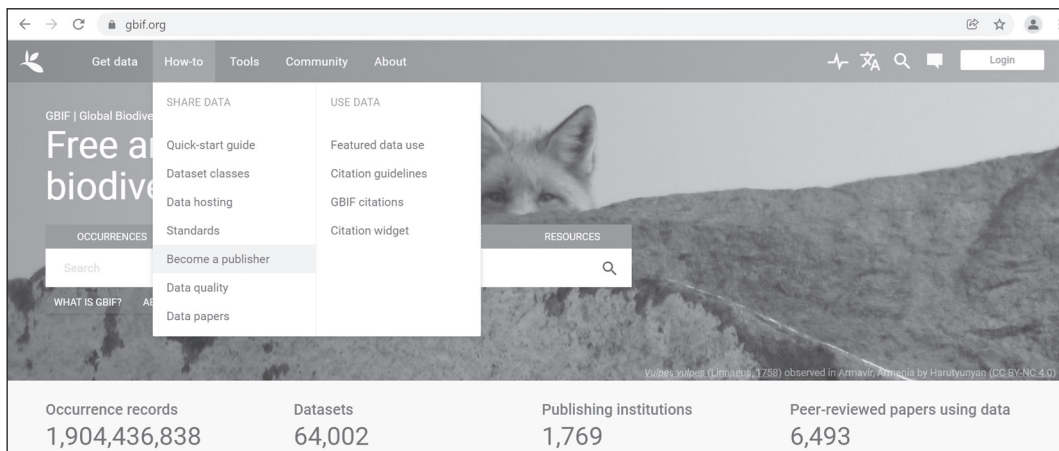 gbif.org
Get data How-to Tools Community About Login
SHARE DATA
Quick-start guide
Dataset classes
Data hosting
Standards
Become a publisher
Data quality
Data papers
USE DATA
Featured data use
Citation guidelines
GBIF citations
Citation widget
GBIF | Global Biodive
Free a
biodive
OCCURRENCES RESOURCES
Search
WHAT IS GBIF?
Vulpes vulpes (Linnaeus, 1758) observed in Armavir, Armenia by Harutyunyan (CC BY-NC 4.0)
Occurrence records
1,904,436,838
Datasets
64,002
Publishing institutions
1,769
Peer-reviewed papers using data
6,493